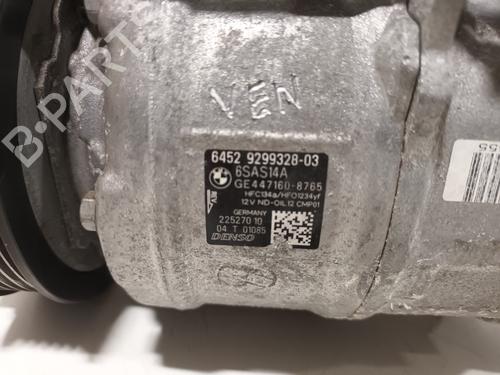 B-PARTS
VEN
6452 9299328-03
6SAS14A
GE447160-8765
HFC134a/HFO1234yf
12V ND-OIL12 CMP01
GERMANY
22527010
04 T 01085
DENSO
55